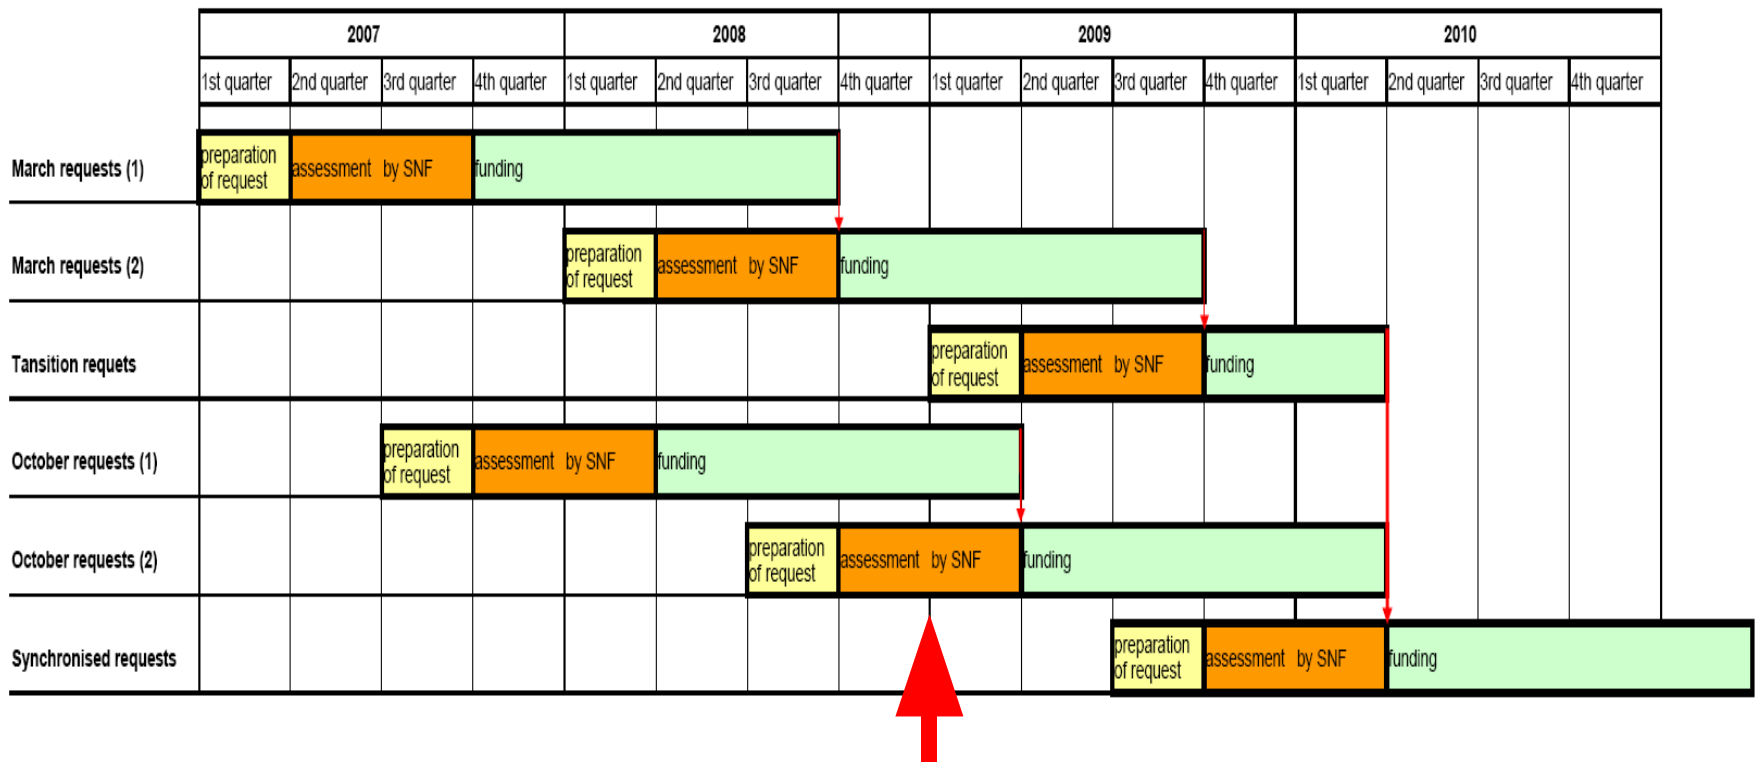 2007 2008 2009 2010
1st quarter 2nd quarter 3rd quarter 4th quarter 1st quarter 2nd quarter 3rd quarter 4th quarter 1st quarter 2nd quarter 3rd quarter 4th quarter 1st quarter 2nd quarter 3rd quarter 4th quarter
March requests (1)
preparation
of request
assessment by SNF
funding
March requests (2)
preparation
of request
assessment by SNF
funding
Tansition requets
preparation
of request
assessment by SNF
funding
October requests (1)
preparation
of request
assessment by SNF
funding
October requests (2)
preparation
of request
assessment by SNF
funding
Synchronised requests
preparation
of request
assessment by SNF
funding